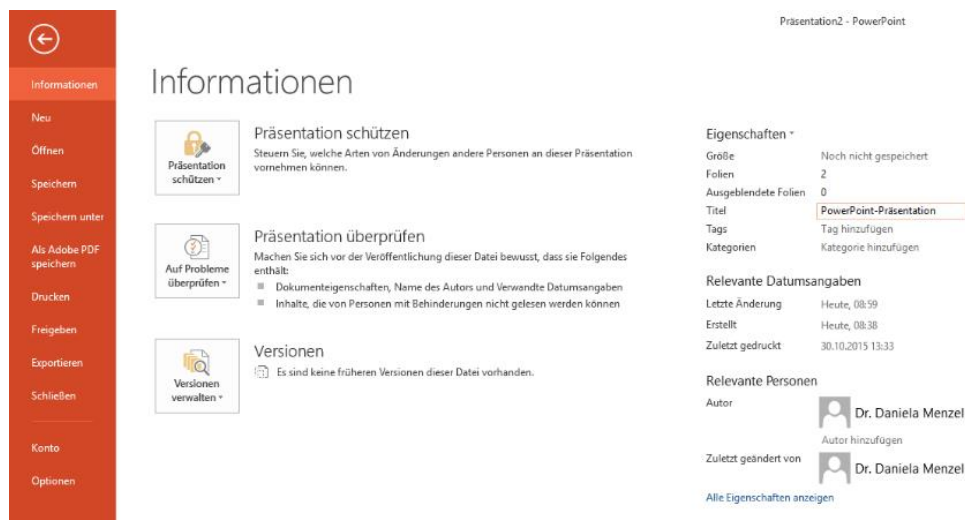 Präsentation2 - PowerPoint
Informationen
Neu
Öffnen
Speichern
Speichern unter
Als Adobe PDF
speichern
Drucken
Freigeben
Exportieren
Schließen
Konto
Optionen
Informationen
Präsentation
schützen
Präsentation schützen
Steuern Sie, welche Arten von Änderungen andere Personen an dieser Präsentation
vornehmen können.
Auf Probleme
überprüfen
Präsentation überprüfen
Machen Sie sich vor der Veröffentlichung dieser Datei bewusst, dass sie Folgendes
enthält:
Dokumenteigenschaften, Name des Autors und Verwandte Datumsangaben
Inhalte, die von Personen mit Behinderungen nicht gelesen werden können
Versionen
verwalten
Versionen
Es sind keine früheren Versionen dieser Datei vorhanden.
Eigenschaften
Größe Noch nicht gespeichert
Folien 2
Ausgeblendete Folien 0
Titel PowerPoint-Präsentation
Tags Tag hinzufügen
Kategorien Kategorie hinzufügen
Relevante Datumsangaben
Letzte Änderung Heute, 08:59
Erstellt Heute, 08:38
Zuletzt gedruckt 30.10.2015 13:33
Relevante Personen
Autor Dr. Daniela Menzel
Autor hinzufügen
Zuletzt geändert von Dr. Daniela Menzel
Alle Eigenschaften anzeigen